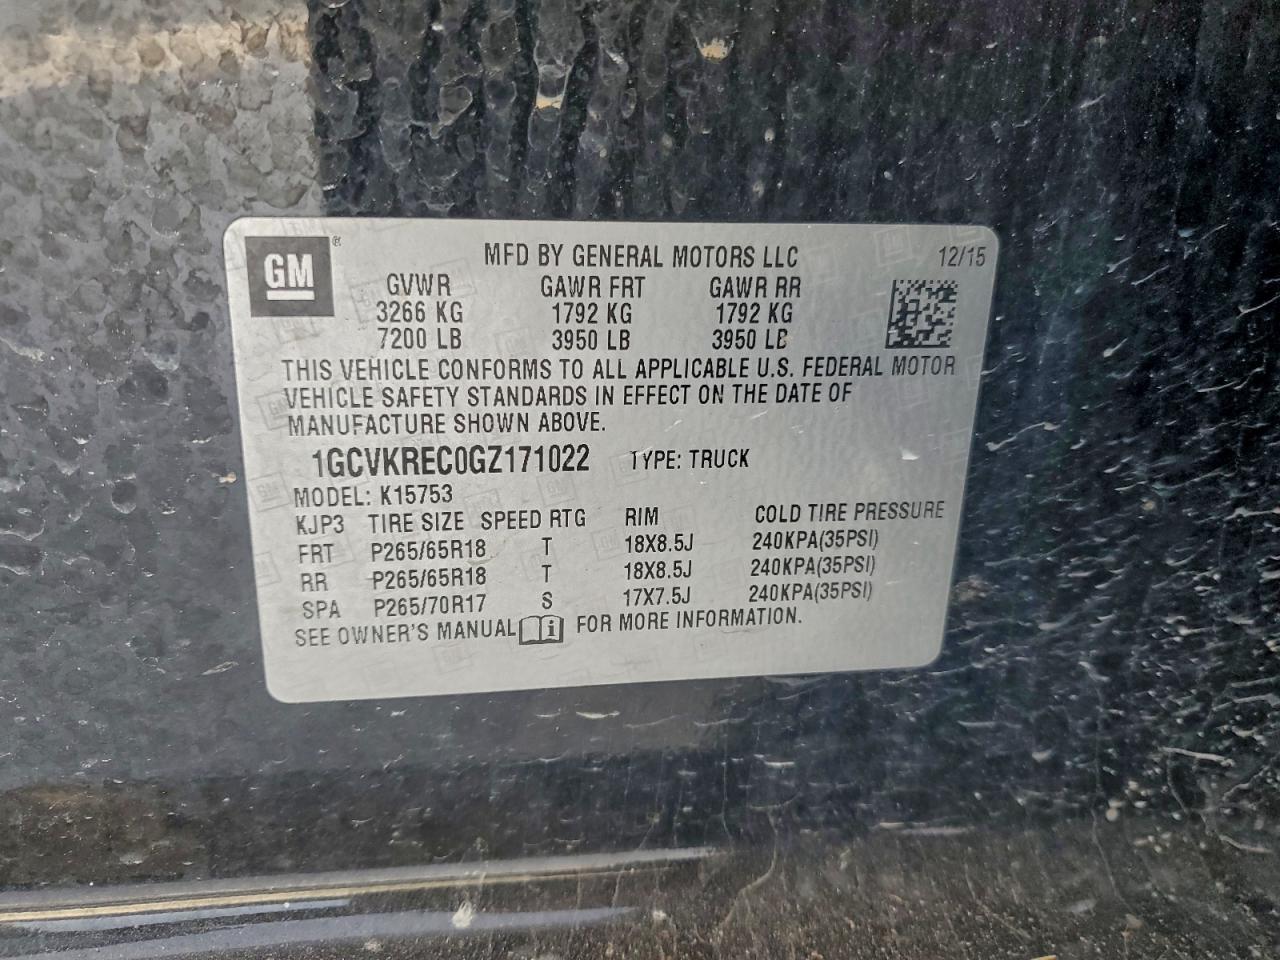 GM ®
MFD BY GENERAL MOTORS LLC 12/15
GVWR GAWR FRT GAWR RR
3266 KG 1792 KG 1792 KG
7200 LB 3950 LB 3950 LB
THIS VEHICLE CONFORMS TO ALL APPLICABLE U.S. FEDERAL MOTOR
VEHICLE SAFETY STANDARDS IN EFFECT ON THE DATE OF
MANUFACTURE SHOWN ABOVE.
1GCVKREC0GZ171022 TYPE: TRUCK
MODEL: K15753
KJP3 TIRE SIZE SPEED RTG RIM COLD TIRE PRESSURE
FRT P265/65R18 T 18X8.5J 240KPA(35PSI)
RR P265/65R18 T 18X8.5J 240KPA(35PSI)
SPA P265/70R17 S 17X7.5J 240KPA(35PSI)
SEE OWNER'S MANUAL i FOR MORE INFORMATION.